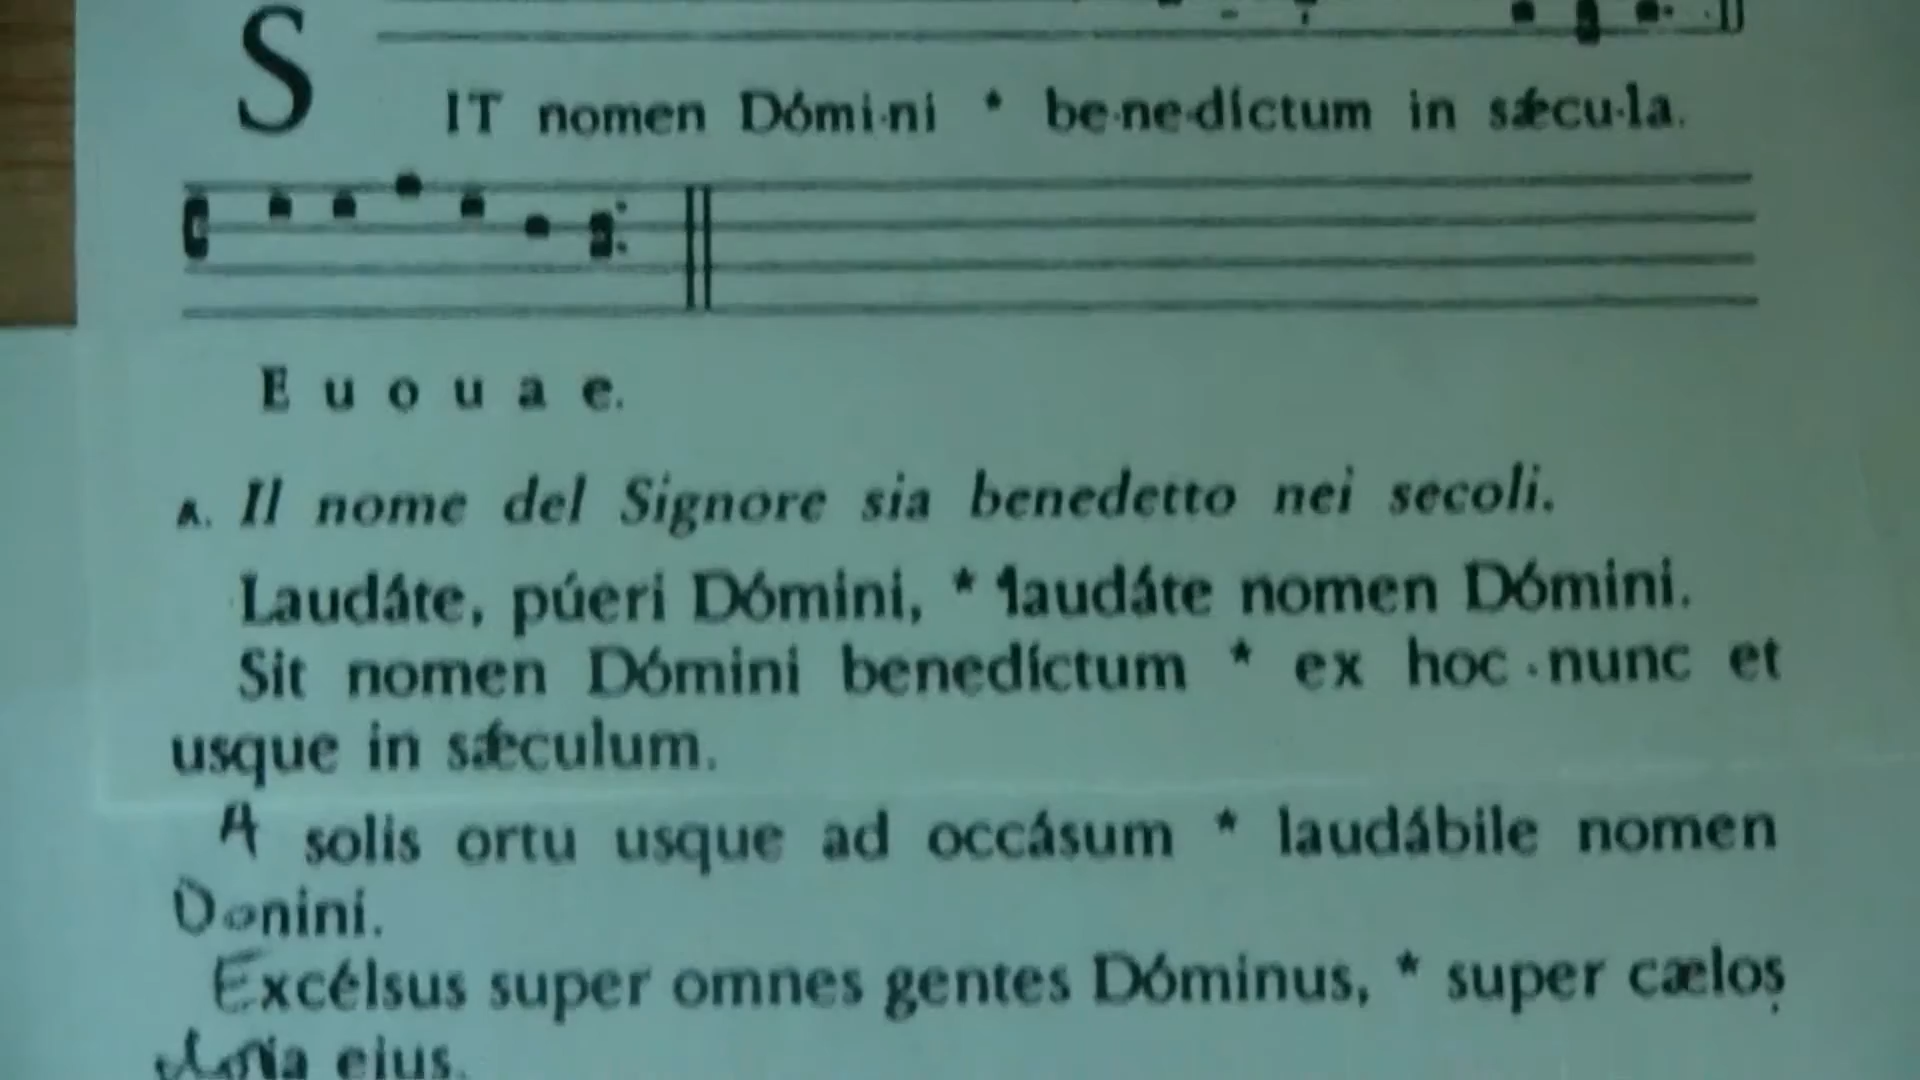 SIT nomen Dómi·ni * be·ne·díctum in sǽcu·la.
E u o u a e.
A. Il nome del Signore sia benedetto nei secoli.
Laudáte, púeri Dómini, * laudáte nomen Dómini.
Sit nomen Dómini benedíctum * ex hoc nunc et
usque in sǽculum.
A solis ortu usque ad occásum * laudábile nomen
Donini.
Excélsus super omnes gentes Dóminus, * super cælos
eius.